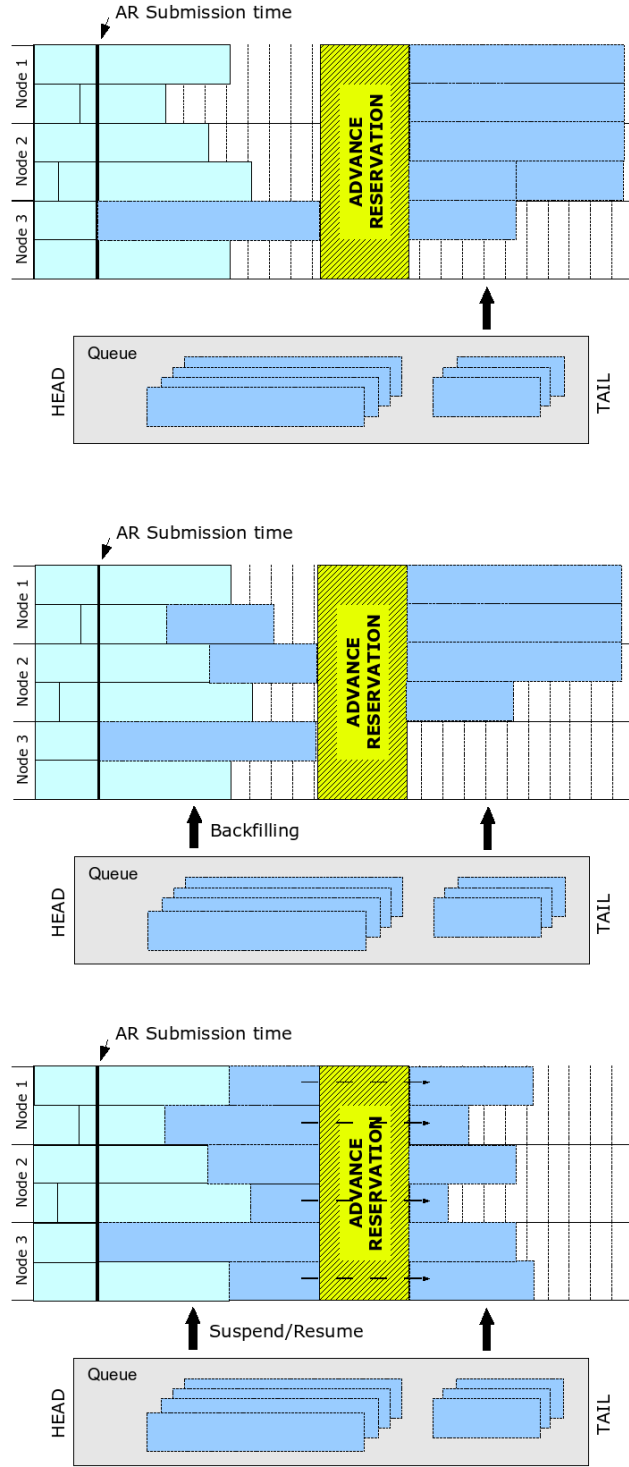 AR Submission time
Node 1
Node 2
Node 3
ADVANCE
RESERVATION
HEAD
Queue
TAIL
AR Submission time
Node 1
Node 2
Node 3
ADVANCE
RESERVATION
Backfilling
HEAD
Queue
TAIL
AR Submission time
Node 1
Node 2
Node 3
ADVANCE
RESERVATION
Suspend/Resume
HEAD
Queue
TAIL